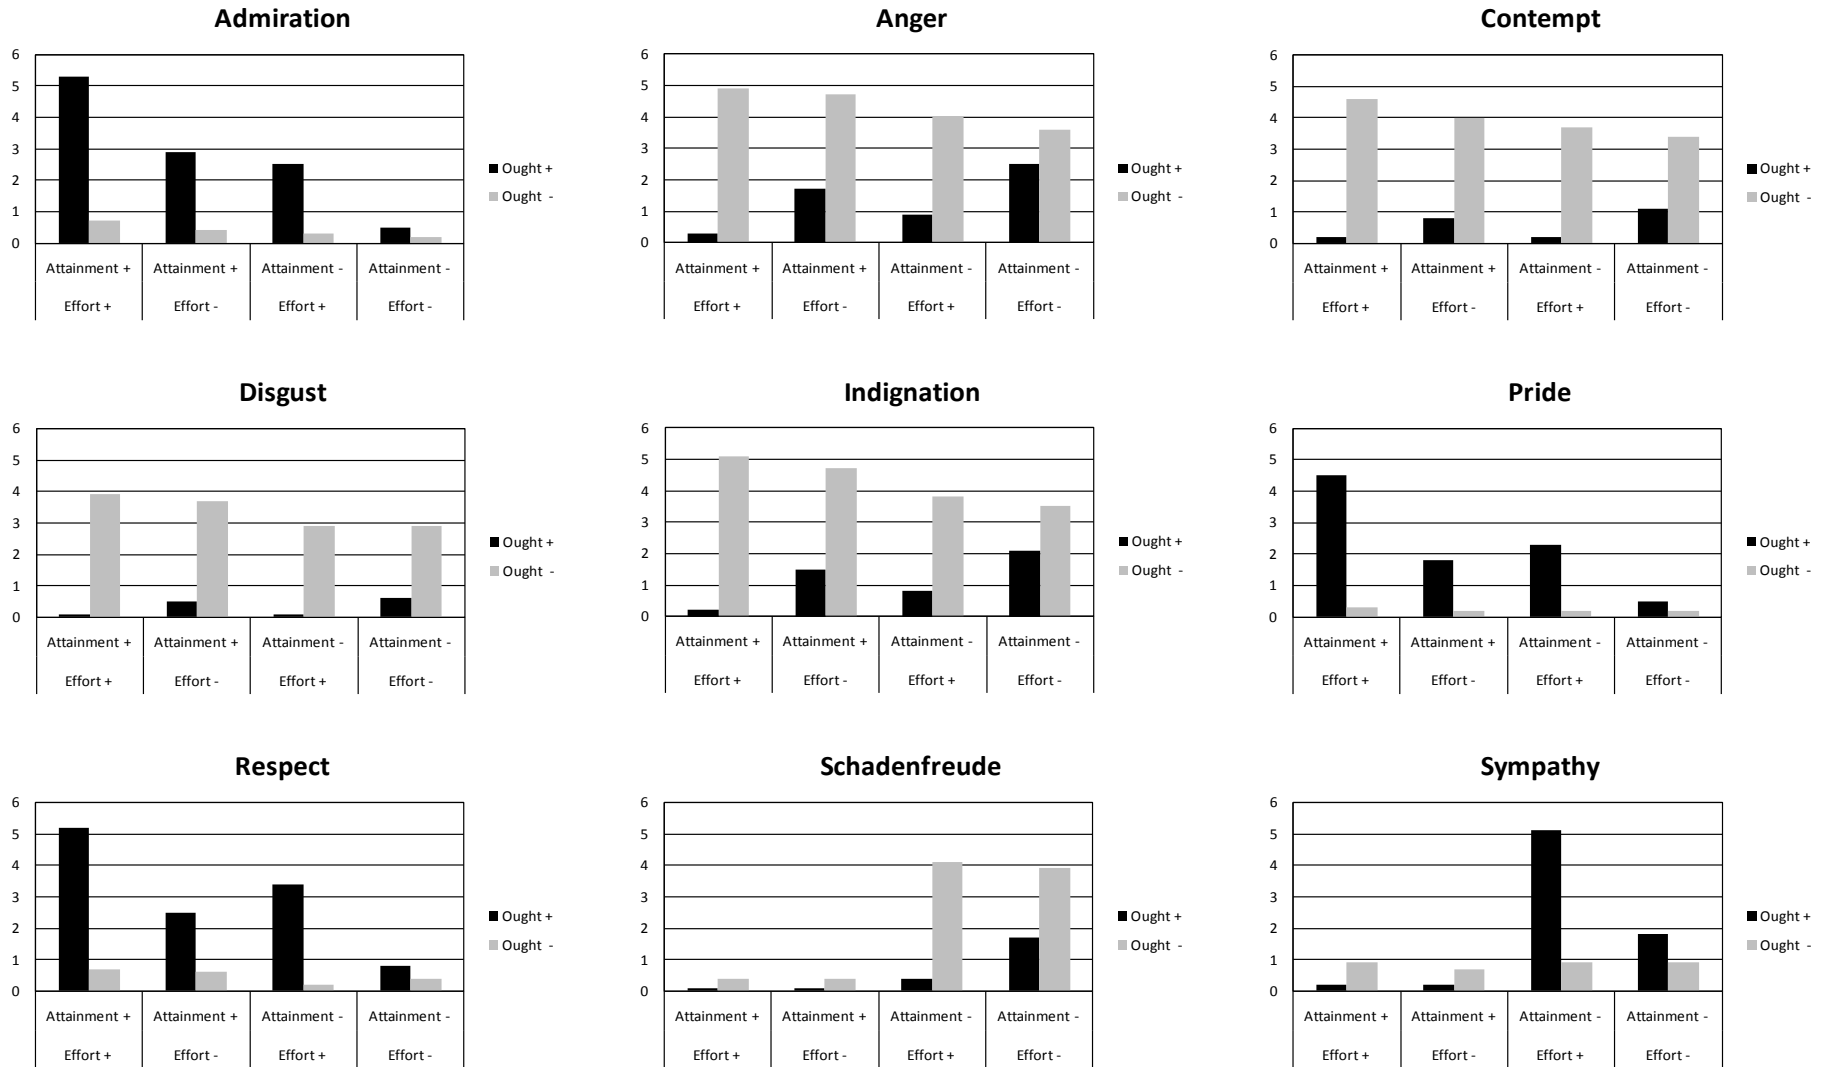 Admiration
6
5
4
3
2
1
0
Attainment + Attainment + Attainment - Attainment -
Effort + Effort - Effort + Effort -
Ought +
Ought -
Anger
6
5
4
3
2
1
0
Attainment + Attainment + Attainment - Attainment -
Effort + Effort - Effort + Effort -
Ought +
Ought -
Contempt
6
5
4
3
2
1
0
Attainment + Attainment + Attainment - Attainment -
Effort + Effort - Effort + Effort -
Ought +
Ought -
Disgust
6
5
4
3
2
1
0
Attainment + Attainment + Attainment - Attainment -
Effort + Effort - Effort + Effort -
Ought +
Ought -
Indignation
6
5
4
3
2
1
0
Attainment + Attainment + Attainment - Attainment -
Effort + Effort - Effort + Effort -
Ought +
Ought -
Pride
6
5
4
3
2
1
0
Attainment + Attainment + Attainment - Attainment -
Effort + Effort - Effort + Effort -
Ought +
Ought -
Respect
6
5
4
3
2
1
0
Attainment + Attainment + Attainment - Attainment -
Effort + Effort - Effort + Effort -
Ought +
Ought -
Schadenfreude
6
5
4
3
2
1
0
Attainment + Attainment + Attainment - Attainment -
Effort + Effort - Effort + Effort -
Ought +
Ought -
Sympathy
6
5
4
3
2
1
0
Attainment + Attainment + Attainment - Attainment -
Effort + Effort - Effort + Effort -
Ought +
Ought -